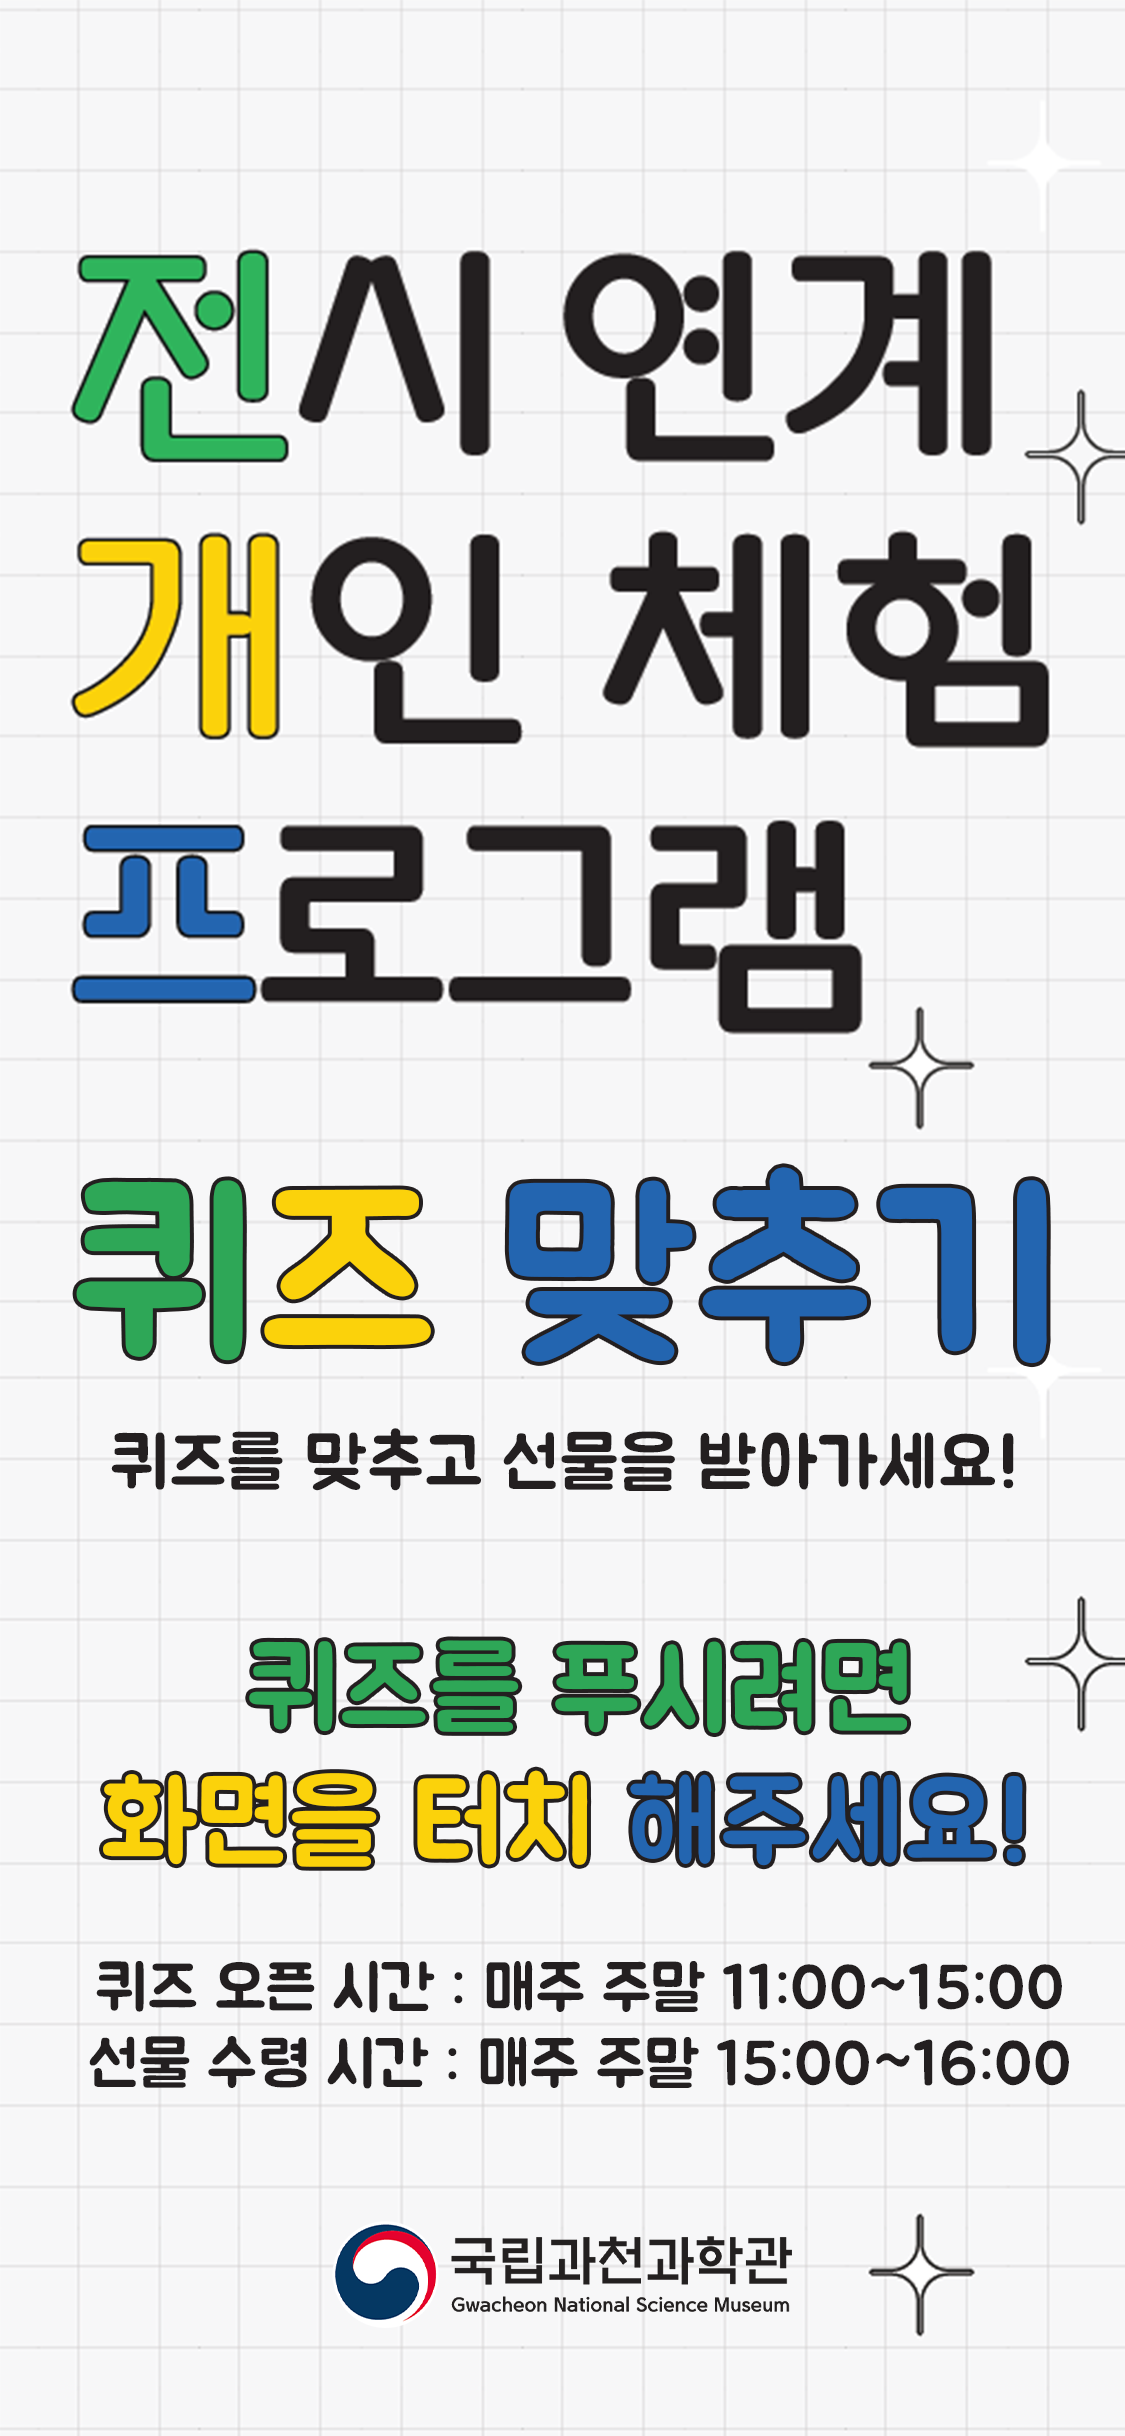 전시 연계
개인 체험
프로그램
퀴즈 맞추기
퀴즈를 맞추고 선물을 받아가세요!
퀴즈를 푸시려면
화면을 터치 해주세요!
퀴즈 오픈 시간 : 매주 주말 11:00~15:00
선물 수령 시간 : 매주 주말 15:00~16:00
국립과천과학관
Gwacheon National Science Museum